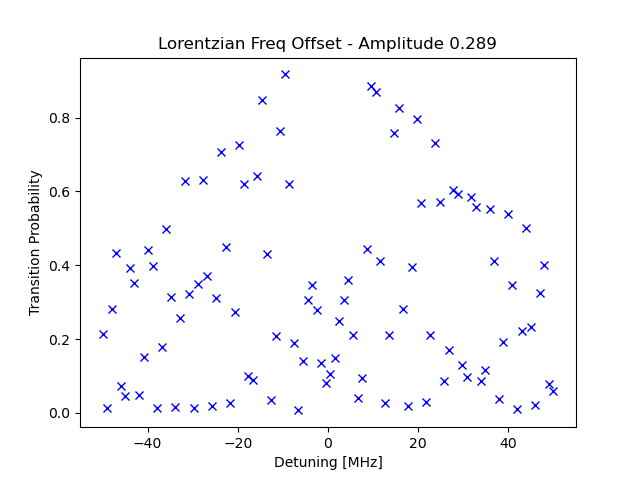 Lorentzian Freq Offset - Amplitude 0.289
Transition Probability
0.8
0.6
0.4
0.2
0.0
−40 −20 0 20 40
Detuning [MHz]